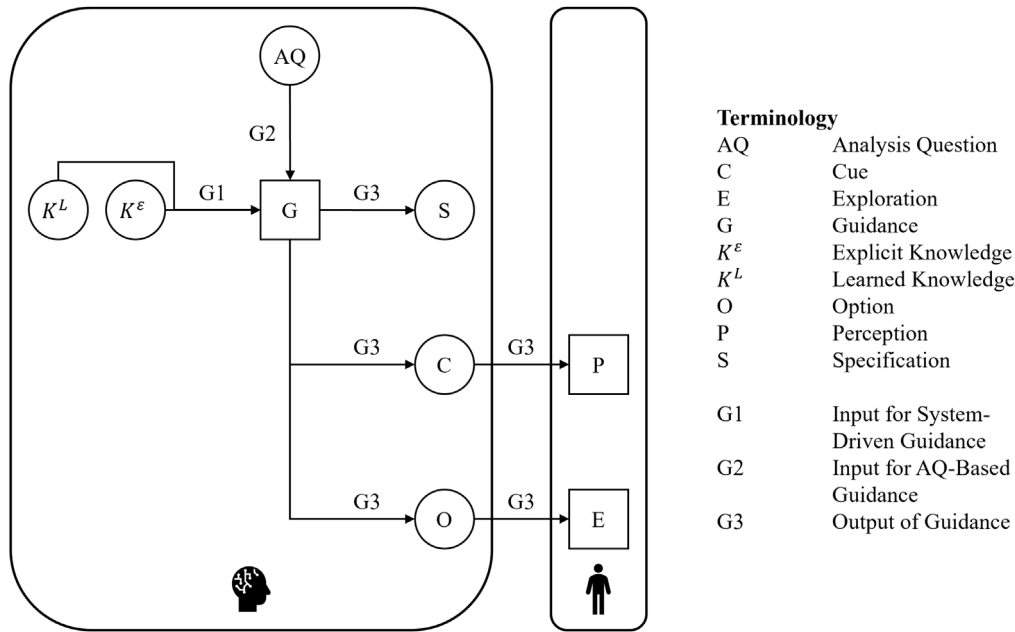 AQ
G2
K^L
K^ε
G1
G
G3
S
G3
C
G3
P
G3
O
G3
E
Terminology
AQ Analysis Question
C Cue
E Exploration
G Guidance
K^ε Explicit Knowledge
K^L Learned Knowledge
O Option
P Perception
S Specification
G1 Input for System-
Driven Guidance
G2 Input for AQ-Based
Guidance
G3 Output of Guidance